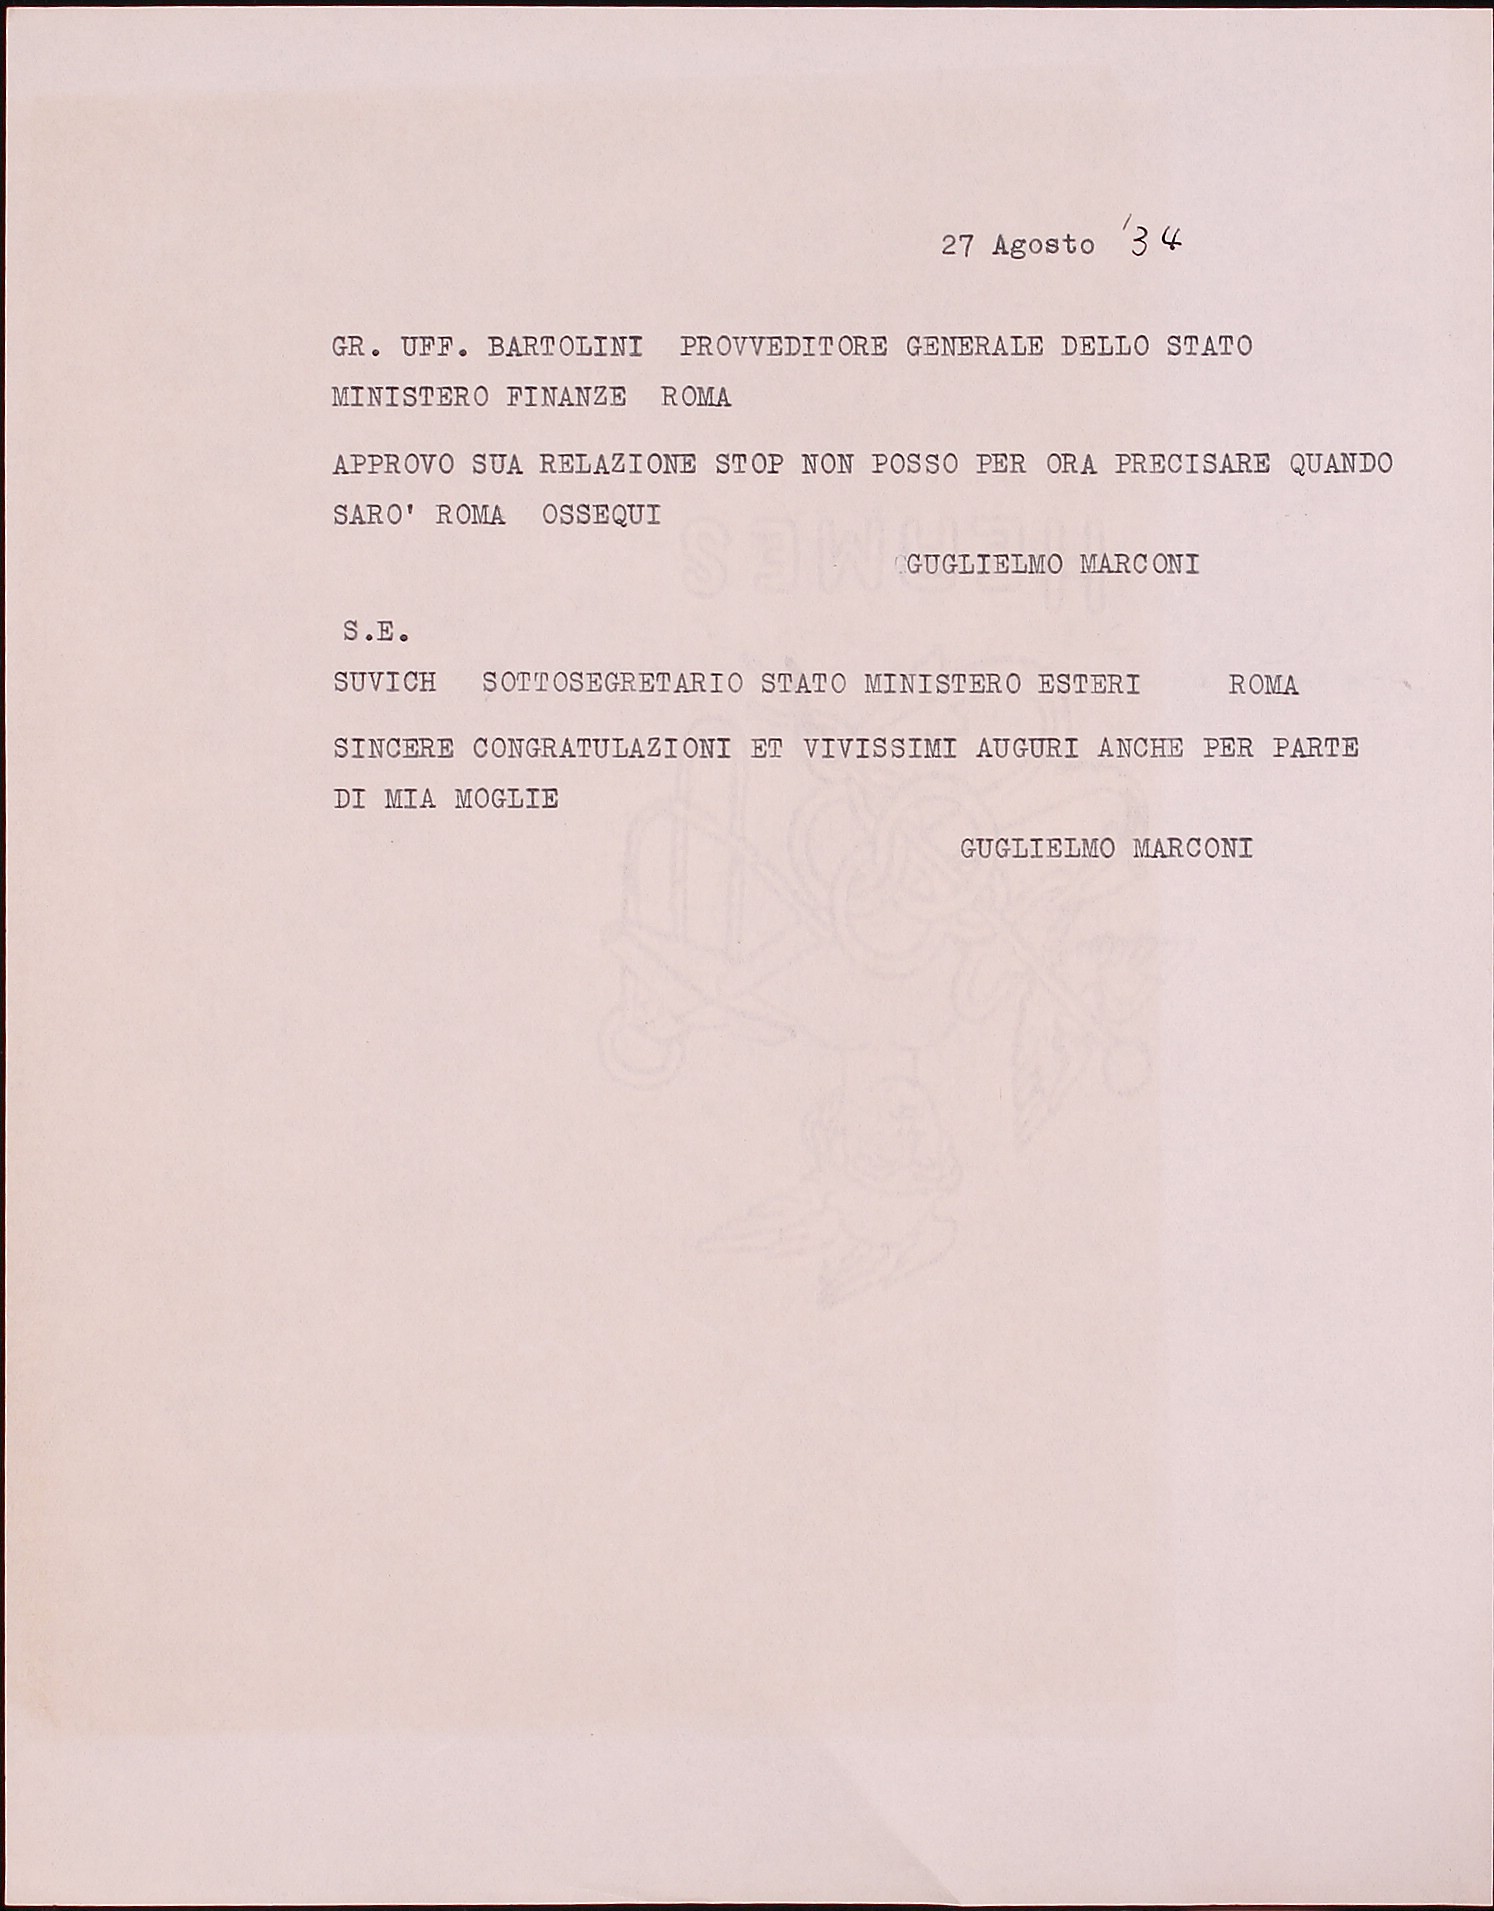 27 Agosto '34
GR. UFF. BARTOLINI PROVVEDITORE GENERALE DELLO STATO
MINISTERO FINANZE ROMA
APPROVO SUA RELAZIONE STOP NON POSSO PER ORA PRECISARE QUANDO
SARO' ROMA OSSEQUI
GUGLIELMO MARCONI
S.E.
SUVICH SOTTOSEGRETARIO STATO MINISTERO ESTERI ROMA
SINCERE CONGRATULAZIONI ET VIVISSIMI AUGURI ANCHE PER PARTE
DI MIA MOGLIE
GUGLIELMO MARCONI